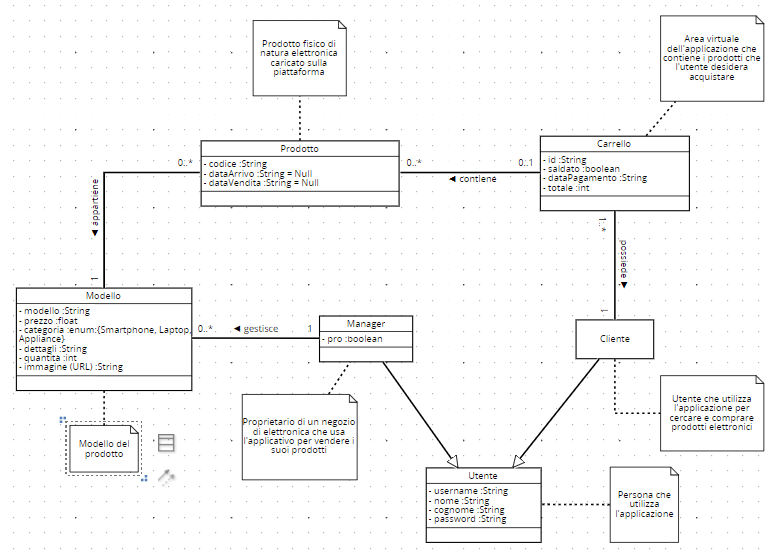 Prodotto fisico di
natura elettronica
caricato sulla
piattaforma
Area virtuale
dell'applicazione che
contiene i prodotti che
l'utente desidera
acquistare
Prodotto
- codice :String
- dataArrivo :String = Null
- dataVendita :String = Null
0..*
0..*
0..1
◄ contiene
Carrello
- id :String
- saldato :boolean
- dataPagamento :String
- totale :int
◄ appartiene
1
1..*
possiede ►
1
Modello
- modello :String
- prezzo :float
- categoria :enum:{Smartphone, Laptop,
Appliance}
- dettagli :String
- quantità :int
- immagine (URL) :String
0..*
◄ gestisce
1
Manager
- pro :boolean
Cliente
Modello del
prodotto
Proprietario di un negozio
di elettronica che usa
l'applicativo per vendere i
suoi prodotti
Utente che utilizza
l'applicazione per
cercare e comprare
prodotti elettronici
Utente
- username :String
- nome :String
- cognome :String
- password :String
Persona che
utilizza
l'applicazione